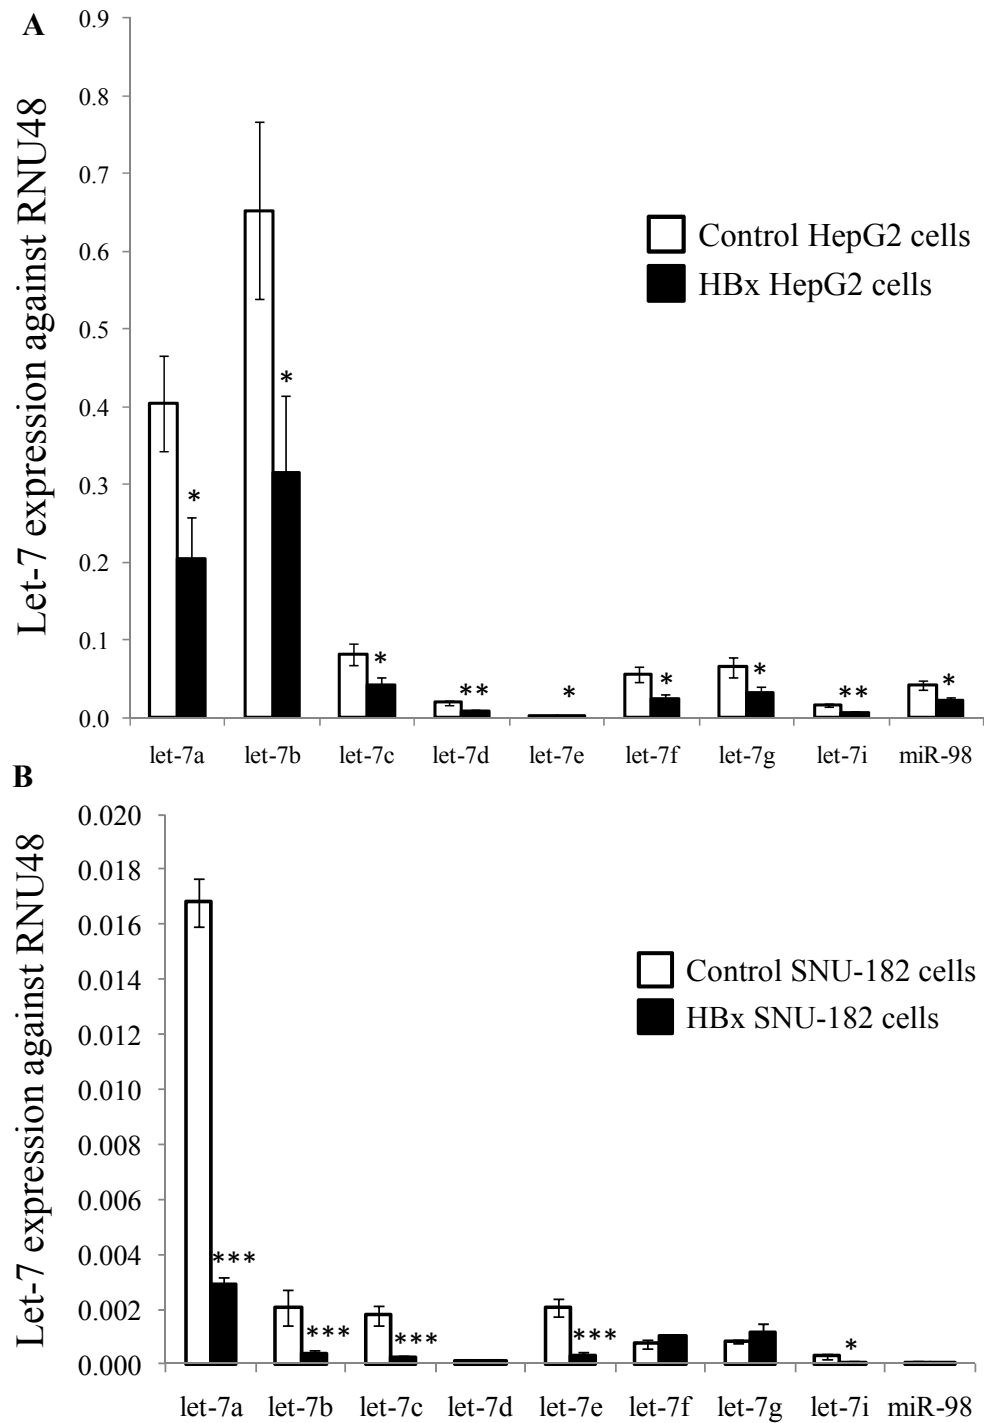 A
Let-7 expression against RNU48
0.9
0.8
0.7
0.6
0.5
0.4
0.3
0.2
0.1
0.0
Control HepG2 cells
HBx HepG2 cells
* * * ** * * * ** *
let-7a let-7b let-7c let-7d let-7e let-7f let-7g let-7i miR-98
B
Let-7 expression against RNU48
0.020
0.018
0.016
0.014
0.012
0.010
0.008
0.006
0.004
0.002
0.000
Control SNU-182 cells
HBx SNU-182 cells
*** *** *** *** *
let-7a let-7b let-7c let-7d let-7e let-7f let-7g let-7i miR-98